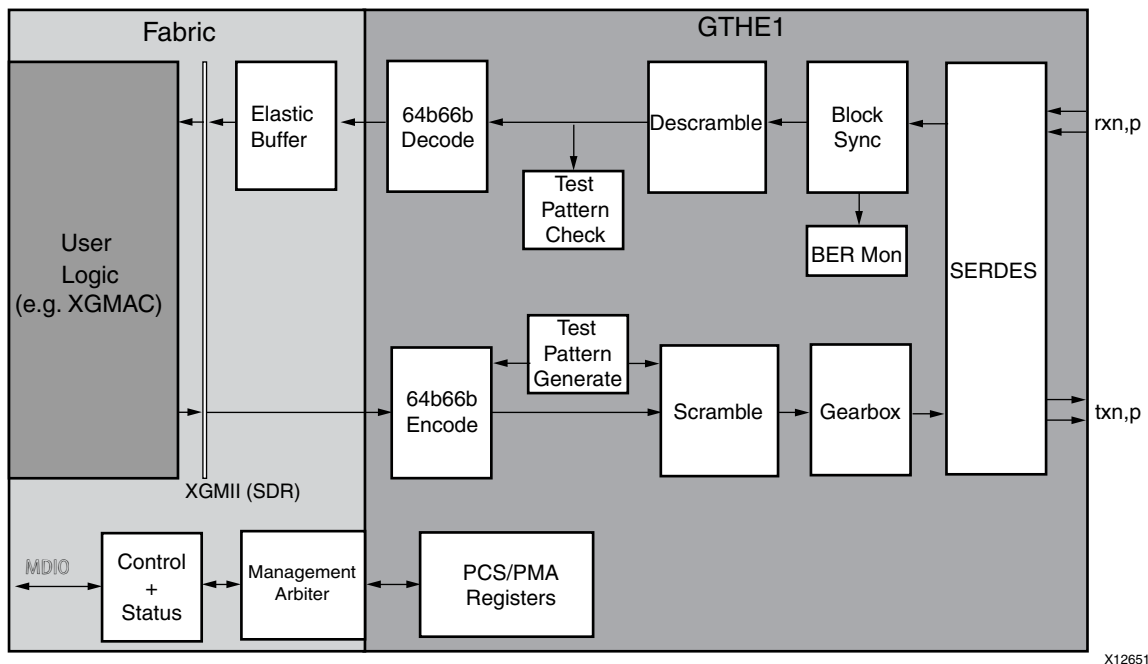 Fabric
GTHE1
Elastic
Buffer
64b66b
Decode
Descramble
Block
Sync
rxn,p
Test
Pattern
Check
BER Mon
User
Logic
(e.g. XGMAC)
SERDES
Test
Pattern
Generate
64b66b
Encode
Scramble
Gearbox
txn,p
XGMII (SDR)
MDIO
Control
+
Status
Management
Arbiter
PCS/PMA
Registers
X12651